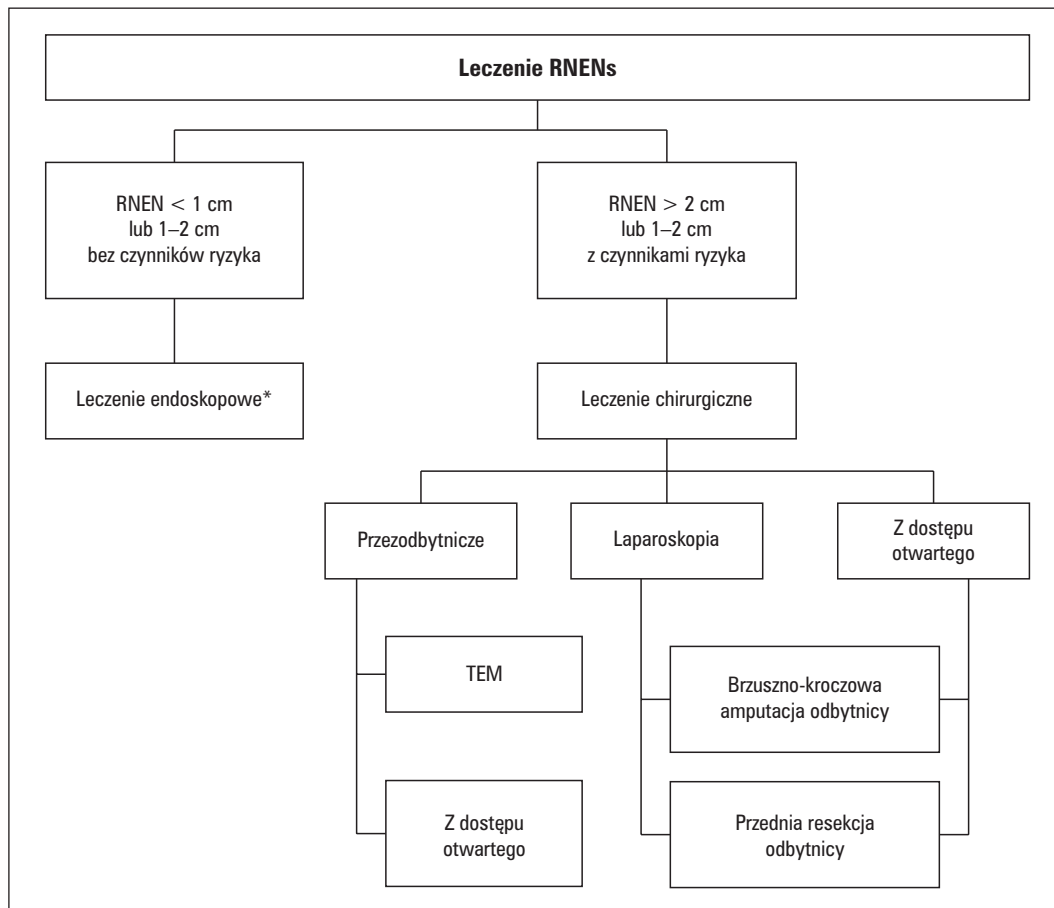 Leczenie RNENs
RNEN < 1 cm
lub 1–2 cm
bez czynników ryzyka
RNEN > 2 cm
lub 1–2 cm
z czynnikami ryzyka
Leczenie endoskopowe*
Leczenie chirurgiczne
Przezodbytnicze
Laparoskopia
Z dostępu
otwartego
TEM
Brzuszno-kroczowa
amputacja odbytnicy
Z dostępu
otwartego
Przednia resekcja
odbytnicy